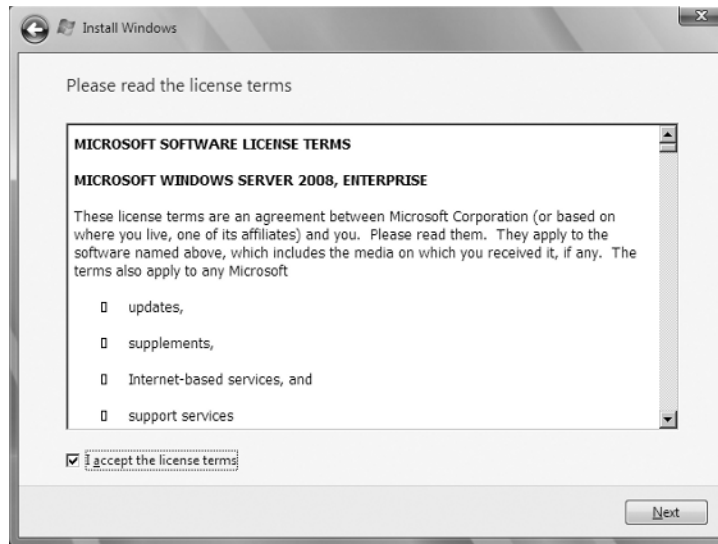 Install Windows
Please read the license terms
MICROSOFT SOFTWARE LICENSE TERMS
MICROSOFT WINDOWS SERVER 2008, ENTERPRISE
These license terms are an agreement between Microsoft Corporation (or based on
where you live, one of its affiliates) and you.  Please read them.  They apply to the
software named above, which includes the media on which you received it, if any.  The
terms also apply to any Microsoft
updates,
supplements,
Internet-based services, and
support services
I accept the license terms
Next